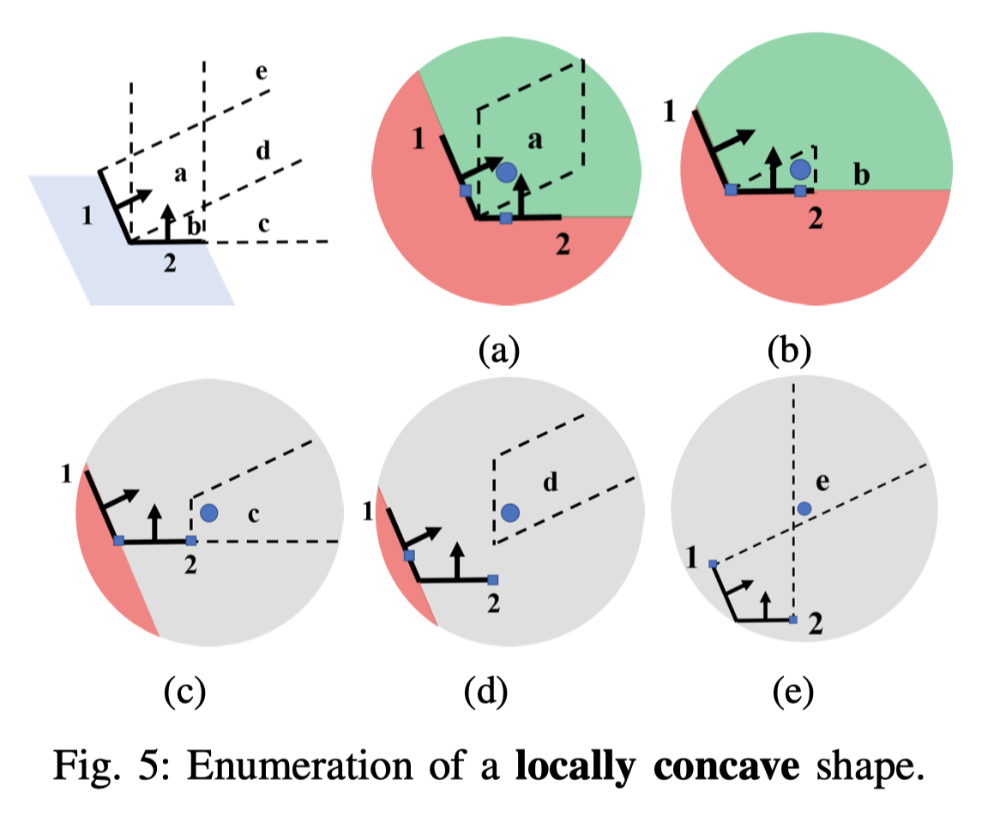 e
d
a
1
b
c
2
1
a
2
1
b
2
(a)
(b)
1
c
2
1
d
2
e
1
2
(c)
(d)
(e)
Fig. 5: Enumeration of a locally concave shape.